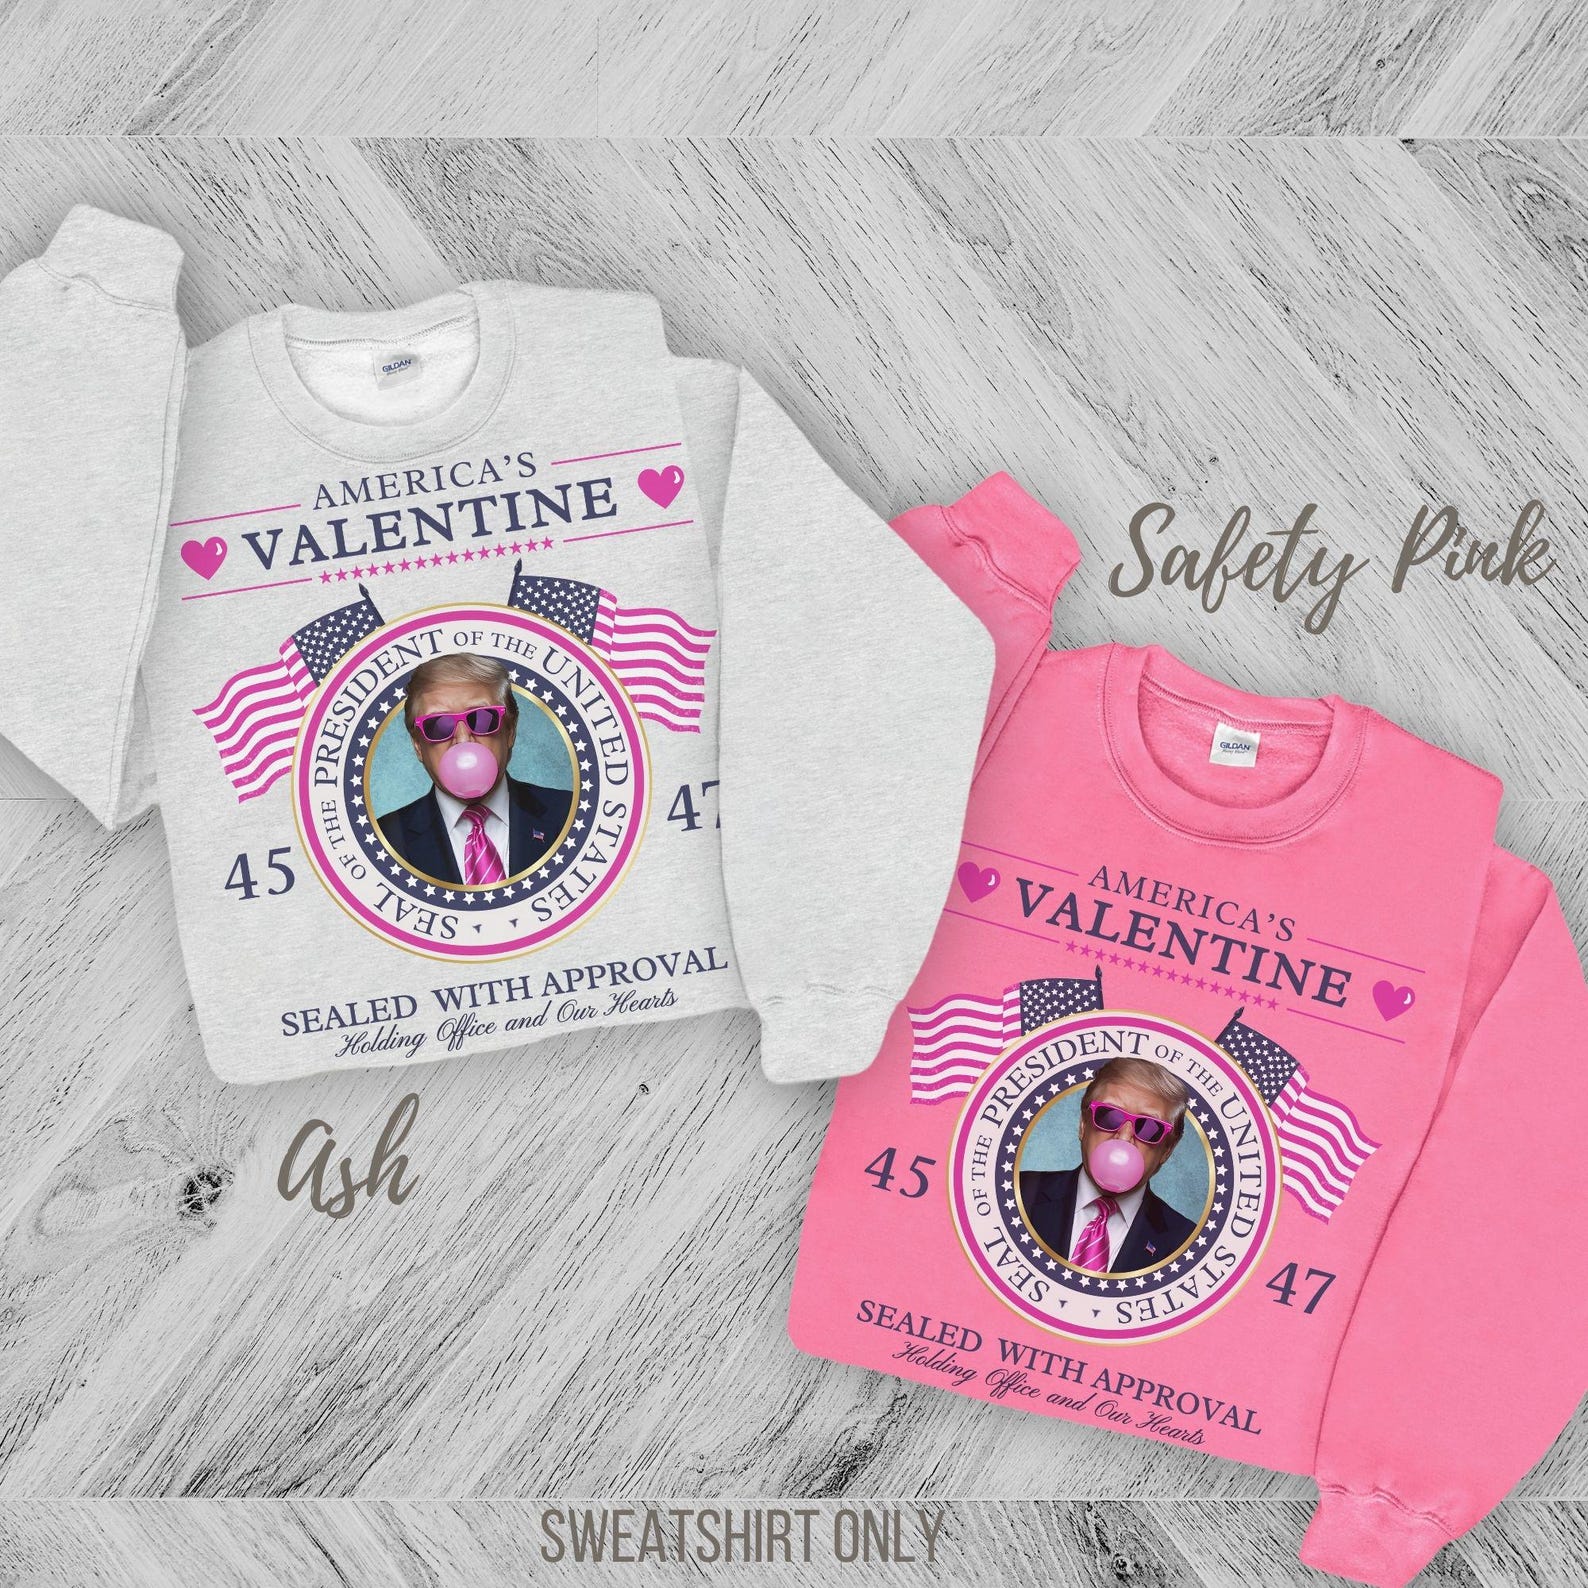 GILDAN
AMERICA'S
VALENTINE
SEAL OF THE PRESIDENT OF THE UNITED STATES
45
47
SEALED WITH APPROVAL
Holding Office and Our Hearts
Ash
Safety Pink
GILDAN
AMERICA'S
VALENTINE
SEAL OF THE PRESIDENT OF THE UNITED STATES
45
47
SEALED WITH APPROVAL
Holding Office and Our Hearts
SWEATSHIRT ONLY